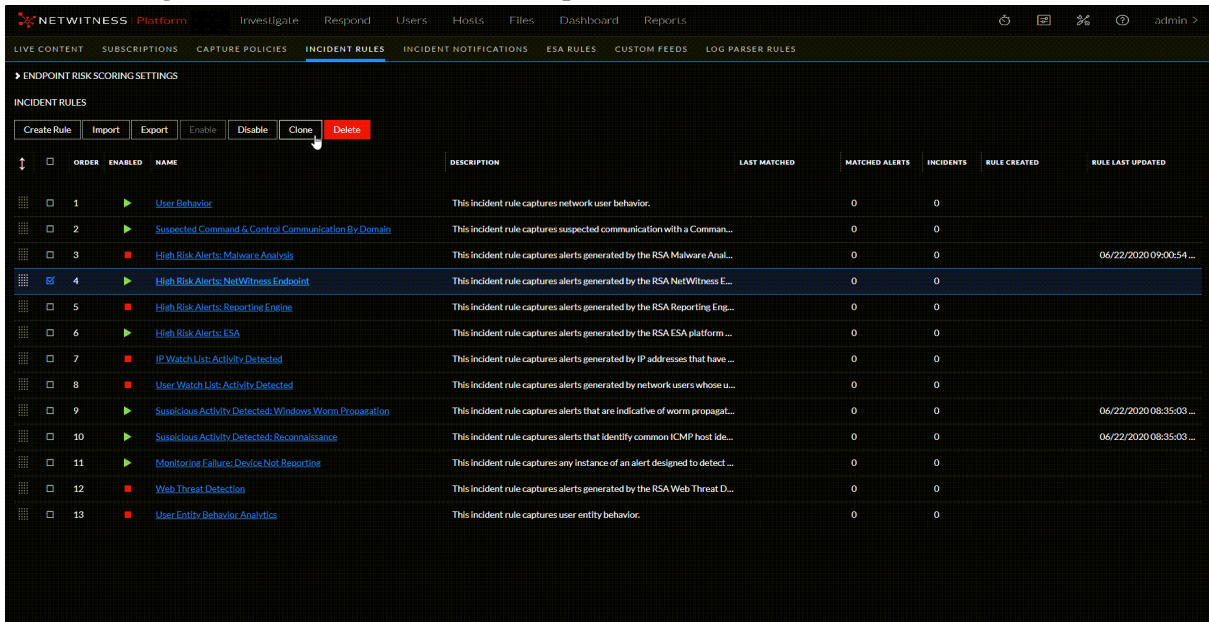 NETWITNESS Platform Investigate Respond Users Hosts Files Dashboard Reports admin >
LIVE CONTENT SUBSCRIPTIONS CAPTURE POLICIES INCIDENT RULES INCIDENT NOTIFICATIONS ESA RULES CUSTOM FEEDS LOG PARSER RULES
ENDPOINT RISK SCORING SETTINGS
INCIDENT RULES
Create Rule Import Export Enable Disable Clone Delete
ORDER ENABLED NAME DESCRIPTION LAST MATCHED MATCHED ALERTS INCIDENTS RULE CREATED RULE LAST UPDATED
1 User Behavior This incident rule captures network user behavior. 0 0
2 Suspected Command & Control Communication By Domain This incident rule captures suspected communication with a Comman... 0 0
3 High Risk Alerts: Malware Analysis This incident rule captures alerts generated by the RSA Malware Anal... 0 0 06/22/2020 09:00:54 ...
4 High Risk Alerts: NetWitness Endpoint This incident rule captures alerts generated by the RSA NetWitness E... 0 0
5 High Risk Alerts: Reporting Engine This incident rule captures alerts generated by the RSA Reporting Eng... 0 0
6 High Risk Alerts: ESA This incident rule captures alerts generated by the RSA ESA platform ... 0 0
7 IP Watch List: Activity Detected This incident rule captures alerts generated by IP addresses that have ... 0 0
8 User Watch List: Activity Detected This incident rule captures alerts generated by network users whose u... 0 0
9 Suspicious Activity Detected: Windows Worm Propagation This incident rule captures alerts that are indicative of worm propagat... 0 0 06/22/2020 08:35:03 ...
10 Suspicious Activity Detected: Reconnaissance This incident rule captures alerts that identify common ICMP host ide... 0 0 06/22/2020 08:35:03 ...
11 Monitoring Failure: Device Not Reporting This incident rule captures any instance of an alert designed to detect ... 0 0
12 Web Threat Detection This incident rule captures alerts generated by the RSA Web Threat D... 0 0
13 User Entity Behavior Analytics This incident rule captures user entity behavior. 0 0